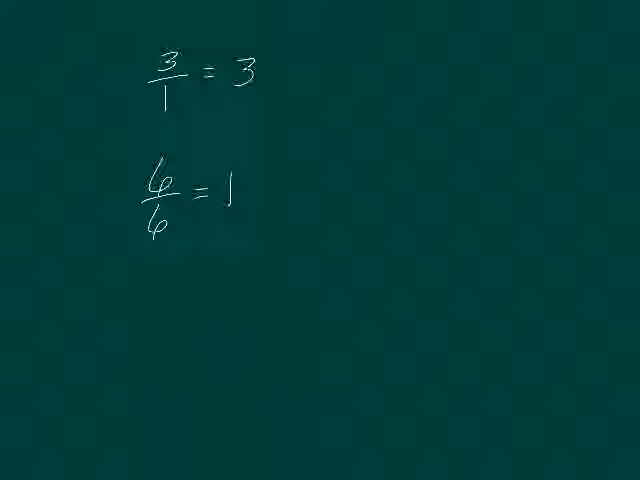 3/1 = 3
6/6 = 1